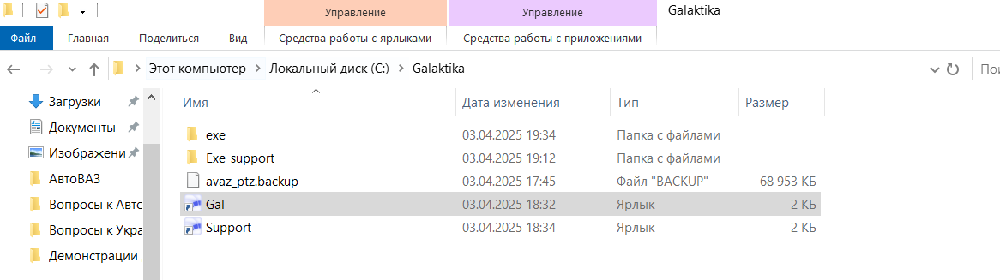 Управление Управление Galaktika
Файл Главная Поделиться Вид Средства работы с ярлыками Средства работы с приложениями
Этот компьютер Локальный диск (C:) Galaktika Пои
Имя Дата изменения Тип Размер
Загрузки
Документы
Изображени
АвтоВАЗ
Вопросы к Авто
Вопросы к Укра
Демонстрации
exe 03.04.2025 19:34 Папка с файлами
Exe_support 03.04.2025 19:12 Папка с файлами
avaz_ptz.backup 03.04.2025 17:45 Файл "BACKUP" 68 953 КБ
Gal 03.04.2025 18:32 Ярлык 2 КБ
Support 03.04.2025 18:34 Ярлык 2 КБ